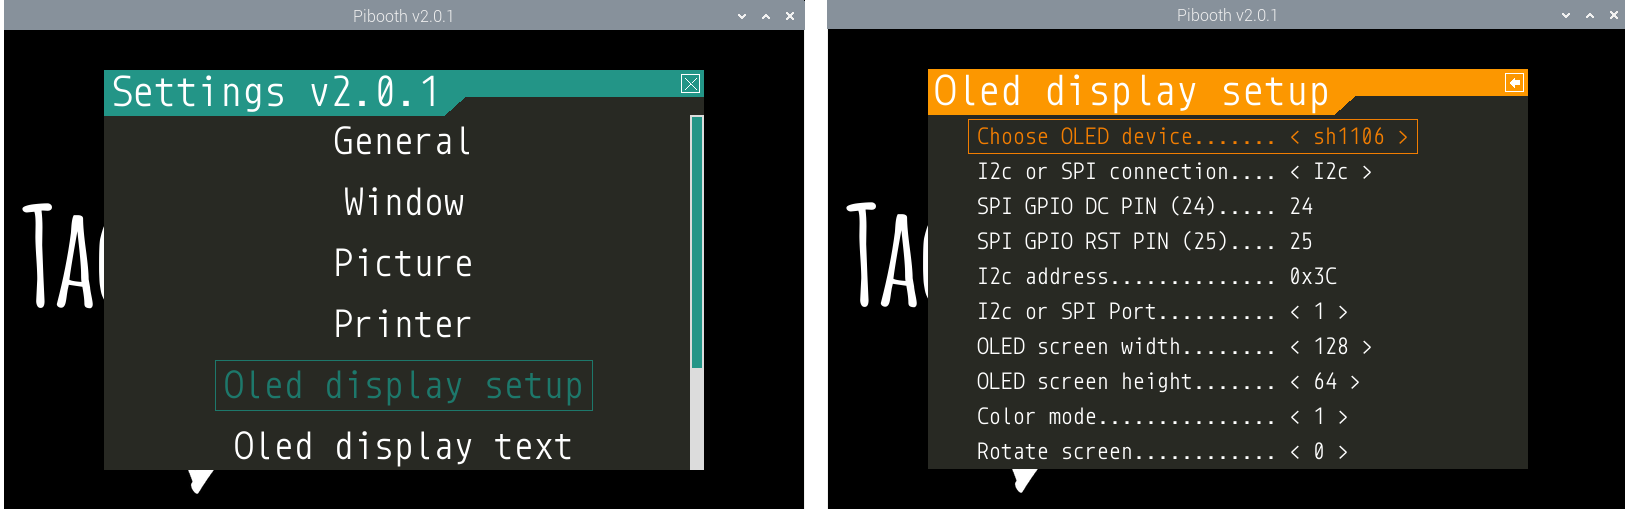 Pibooth v2.0.1
Settings v2.0.1
General
Window
Picture
Printer
Oled display setup
Oled display text
Pibooth v2.0.1
Oled display setup
Choose OLED device....... < sh1106 >
I2c or SPI connection.... < I2c >
SPI GPIO DC PIN (24)..... 24
SPI GPIO RST PIN (25).... 25
I2c address.............. 0x3C
I2c or SPI Port.......... < 1 >
OLED screen width........ < 128 >
OLED screen height....... < 64 >
Color mode............... < 1 >
Rotate screen............ < 0 >